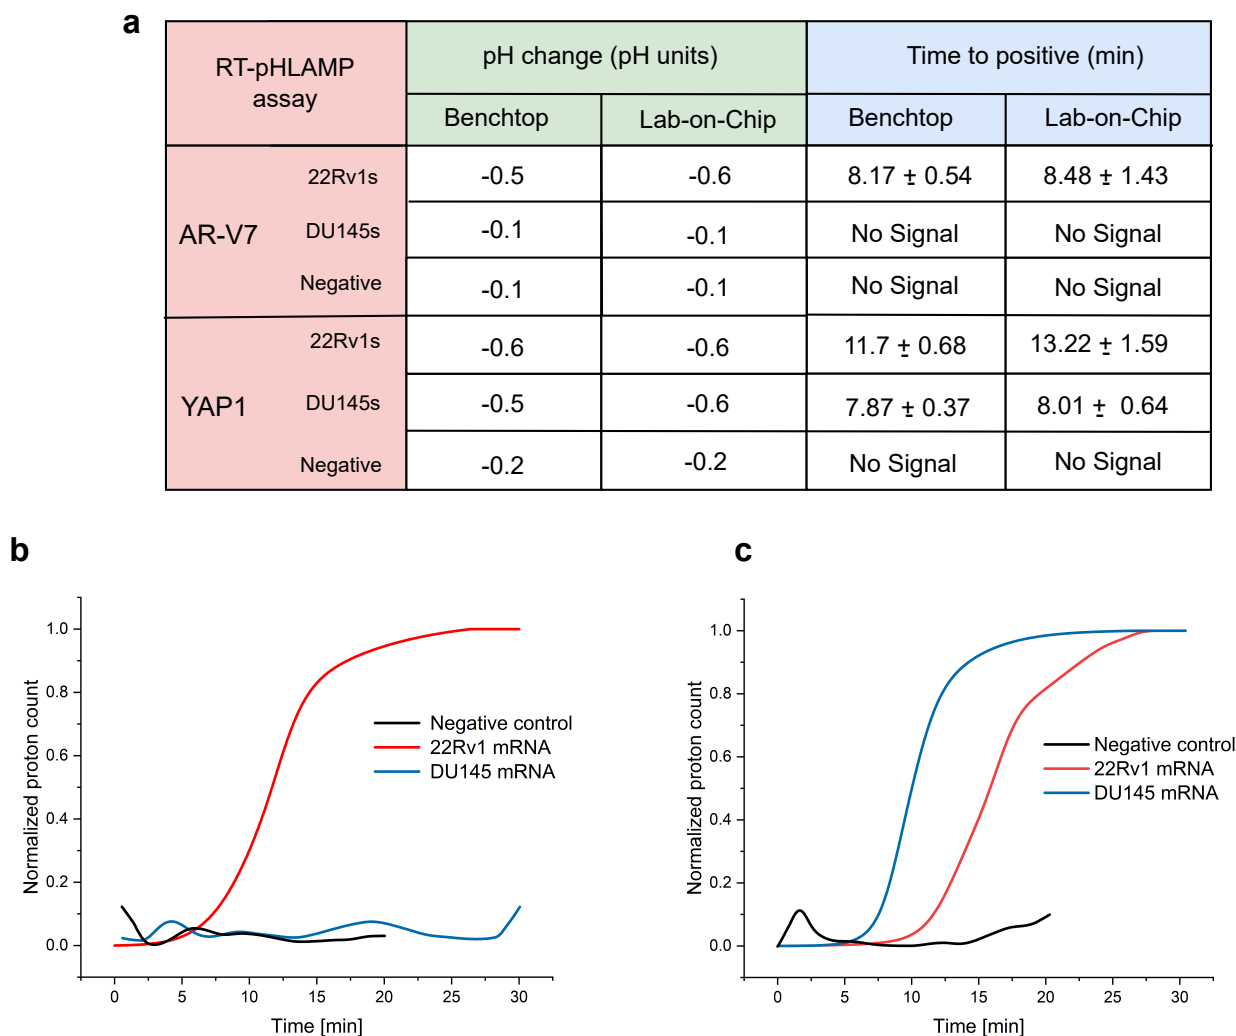 a
RT-pHLAMP
assay
pH change (pH units)
Time to positive (min)
Benchtop
Lab-on-Chip
Benchtop
Lab-on-Chip
AR-V7
22Rv1s
-0.5
-0.6
8.17 ± 0.54
8.48 ± 1.43
DU145s
-0.1
-0.1
No Signal
No Signal
Negative
-0.1
-0.1
No Signal
No Signal
YAP1
22Rv1s
-0.6
-0.6
11.7 ± 0.68
13.22 ± 1.59
DU145s
-0.5
-0.6
7.87 ± 0.37
8.01 ± 0.64
Negative
-0.2
-0.2
No Signal
No Signal
b
Normalized proton count
1.0
0.8
0.6
0.4
0.2
0.0
Negative control
22Rv1 mRNA
DU145 mRNA
0
5
10
15
20
25
30
Time [min]
c
Normalized proton count
1.0
0.8
0.6
0.4
0.2
0.0
Negative control
22Rv1 mRNA
DU145 mRNA
0
5
10
15
20
25
30
Time [min]